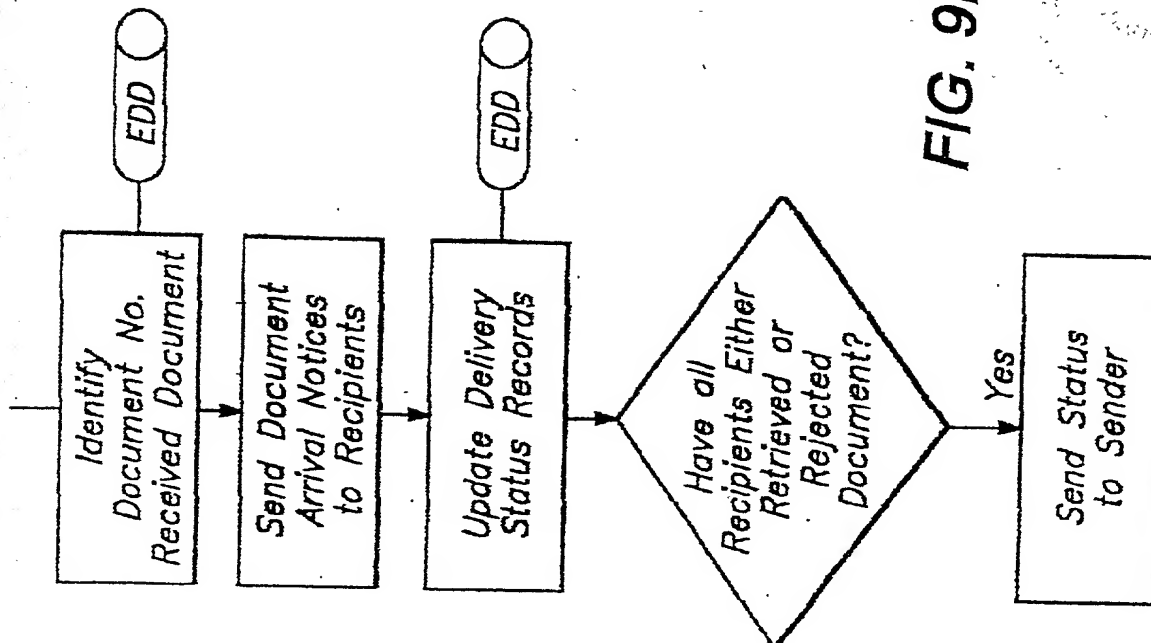 Identify
Document No.
Received Document
EDD
Send Document
Arrival Notices
to Recipients
Update Delivery
Status Records
EDD
Have all
Recipients Either
Retrieved or
Rejected
Document?
Yes
Send Status
to Sender
FIG. 9